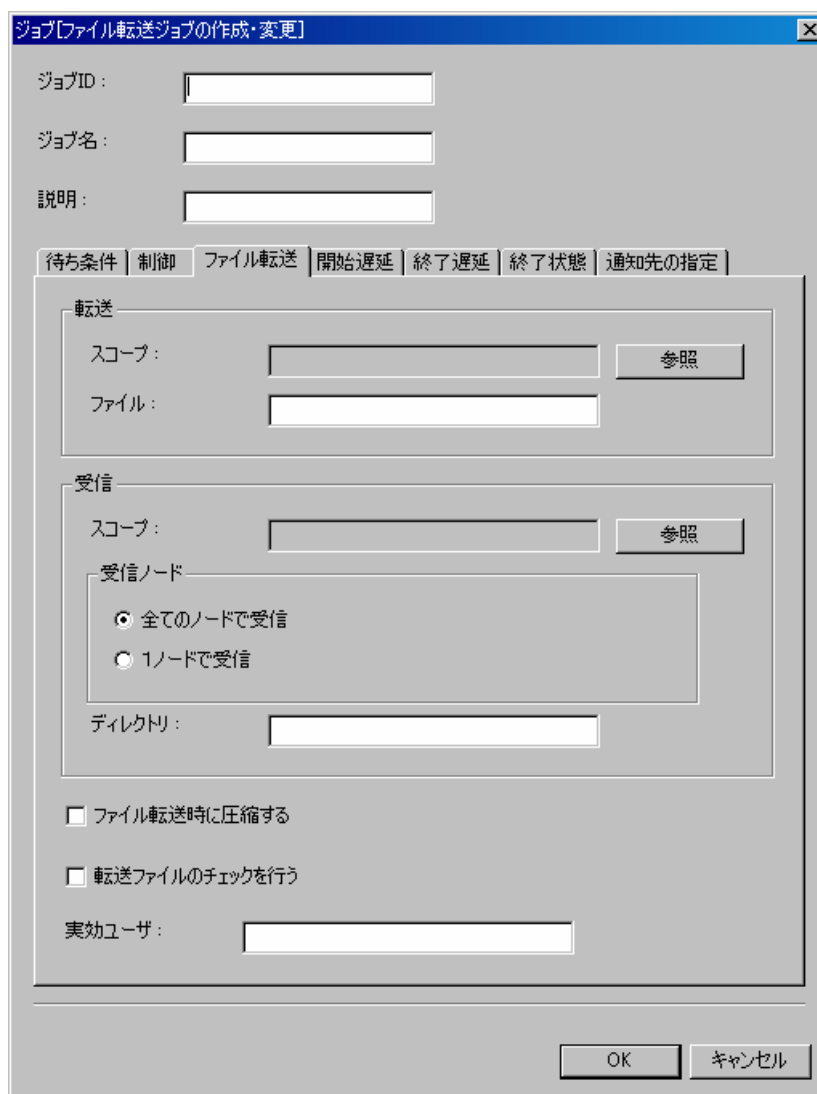 ジョブ[ファイル転送ジョブの作成・変更]
ジョブID：
ジョブ名：
説明：
待ち条件 制御 ファイル転送 開始遅延 終了遅延 終了状態 通知先の指定
転送
スコープ： 参照
ファイル：
受信
スコープ： 参照
受信ノード
全てのノードで受信
1ノードで受信
ディレクトリ：
ファイル転送時に圧縮する
転送ファイルのチェックを行う
実効ユーザ：
OK キャンセル